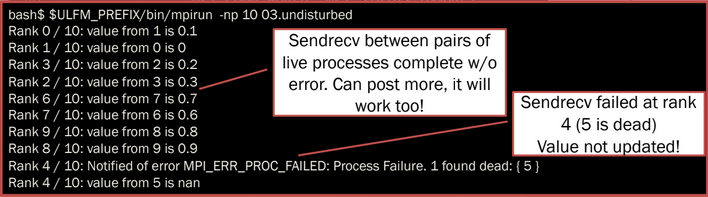 bash$ $ULFM_PREFIX/bin/mpirun -np 10 03.undisturbed
Rank 0 / 10: value from 1 is 0.1
Rank 1 / 10: value from 0 is 0
Rank 3 / 10: value from 2 is 0.2
Rank 2 / 10: value from 3 is 0.3
Rank 6 / 10: value from 7 is 0.7
Rank 7 / 10: value from 6 is 0.6
Rank 9 / 10: value from 8 is 0.8
Rank 8 / 10: value from 9 is 0.9
Rank 4 / 10: Notified of error MPI_ERR_PROC_FAILED: Process Failure. 1 found dead: { 5 }
Rank 4 / 10: value from 5 is nan
Sendrecv between pairs of
live processes complete w/o
error. Can post more, it will
work too!
Sendrecv failed at rank
4 (5 is dead)
Value not updated!